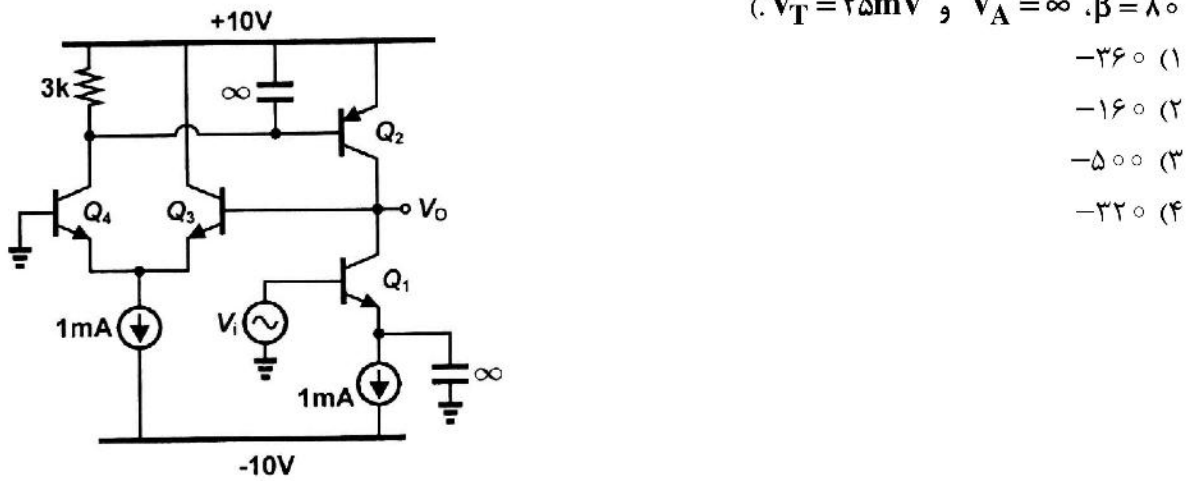 (. V_T = ۲۵mV و V_A = ∞ ،β = ۸۰
۱) −۳۶۰
۲) −۱۶۰
۳) −۵۰۰
۴) −۳۲۰
+10V
3k
∞
Q2
Q4
Q3
Vo
Q1
1mA
Vi
1mA
∞
-10V